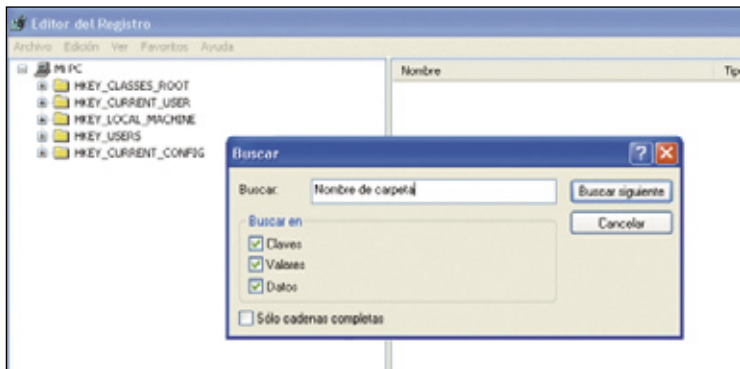 Editor del Registro
Archivo Edición Ver Favoritos Ayuda
Mi PC
HKEY_CLASSES_ROOT
HKEY_CURRENT_USER
HKEY_LOCAL_MACHINE
HKEY_USERS
HKEY_CURRENT_CONFIG
Nombre Tipo
Buscar
Buscar: Nombre de carpeta Buscar siguiente
Cancelar
Buscar en
Claves
Valores
Datos
Sólo cadenas completas